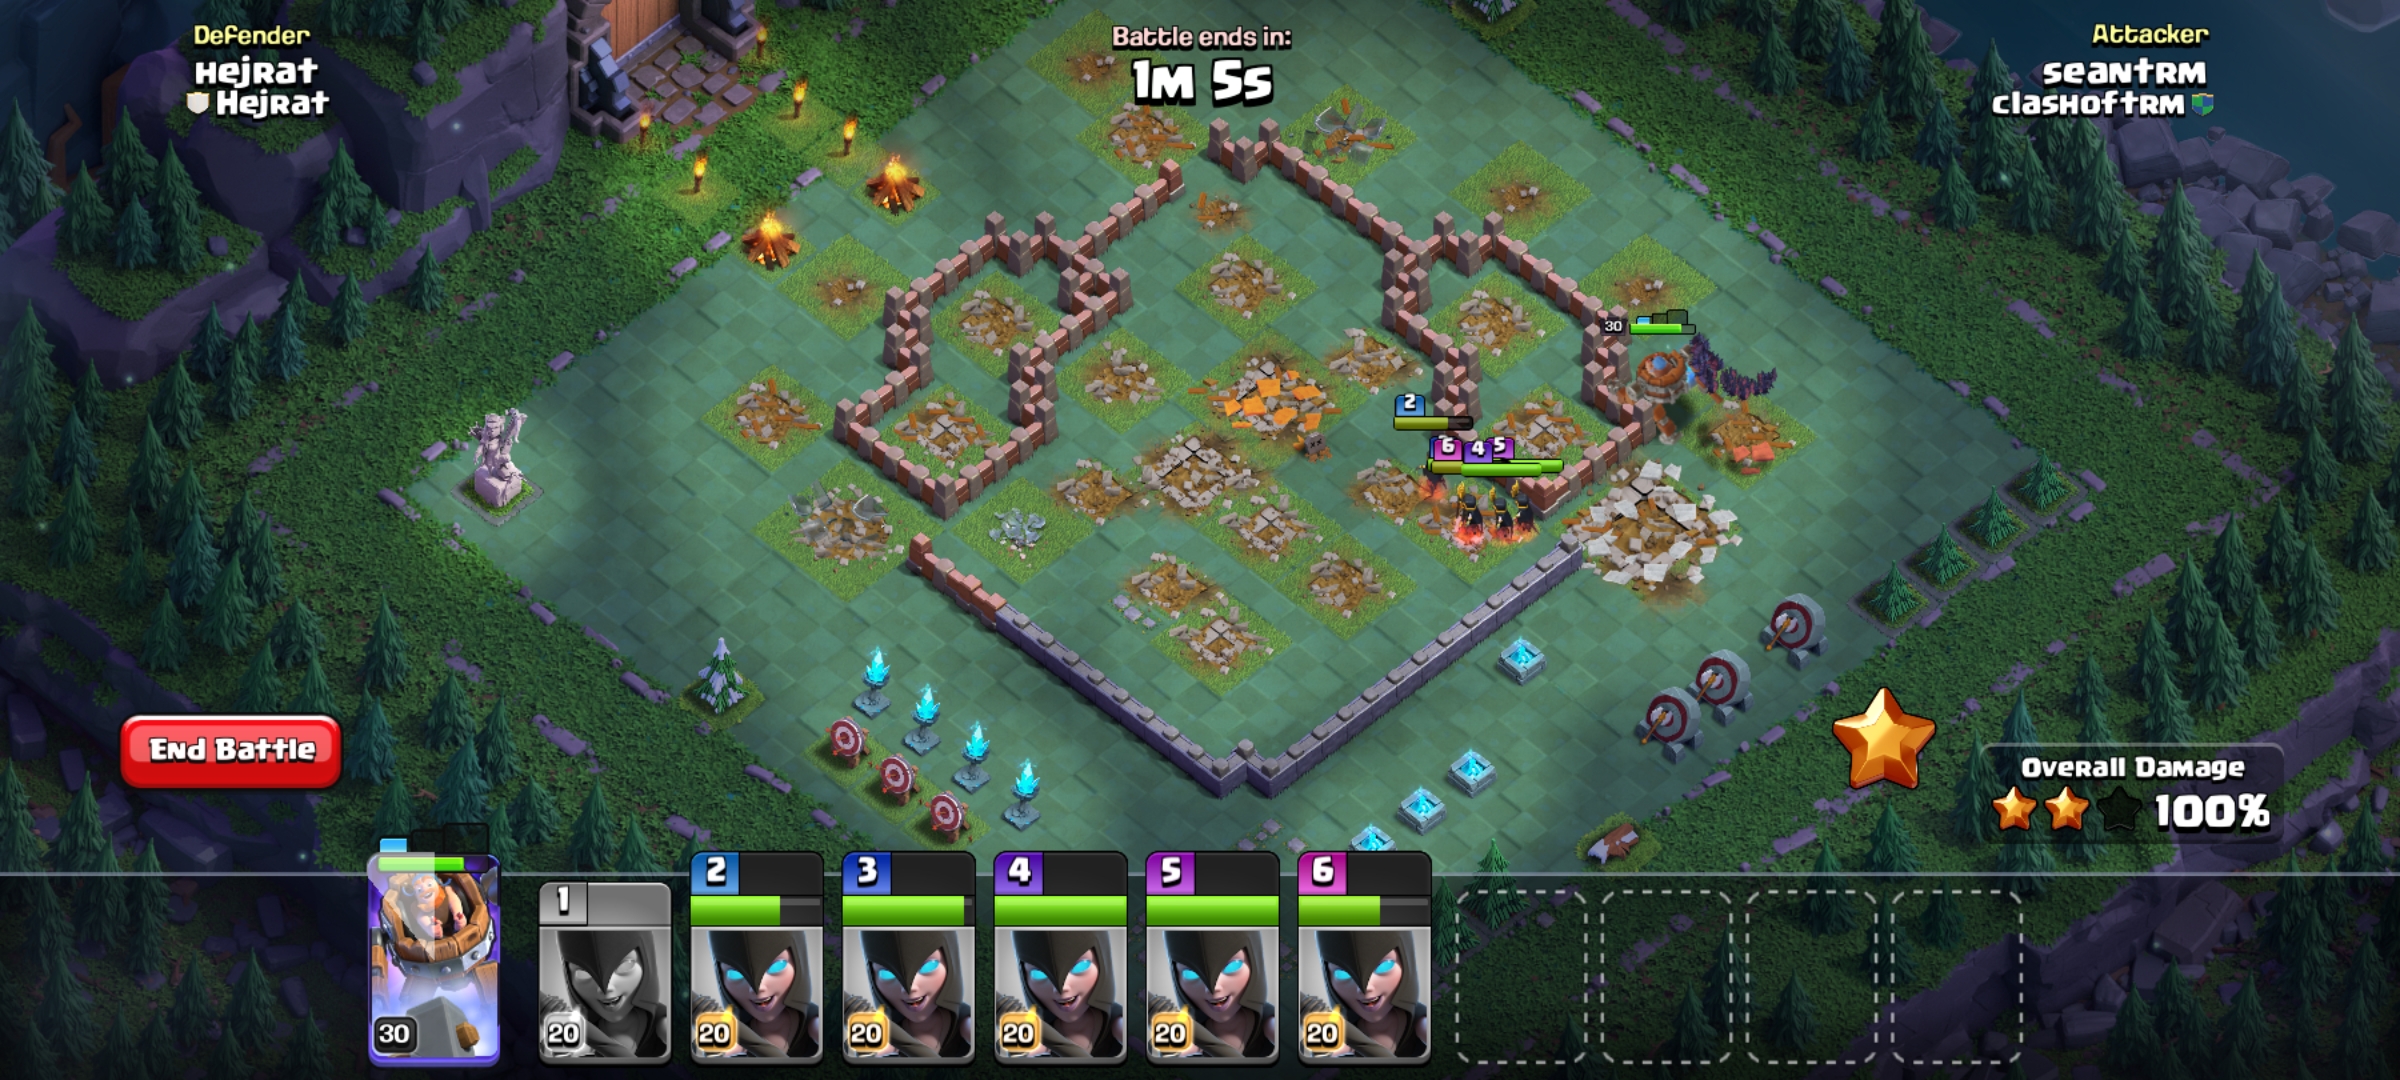 Defender
HejRat
HejRat
Battle ends in:
1M 5s
Attacker
seantRM
clashoftRM
30
2
6 4 5
End Battle
Overall Damage
100%
1
2
3
4
5
6
30
20
20
20
20
20
20